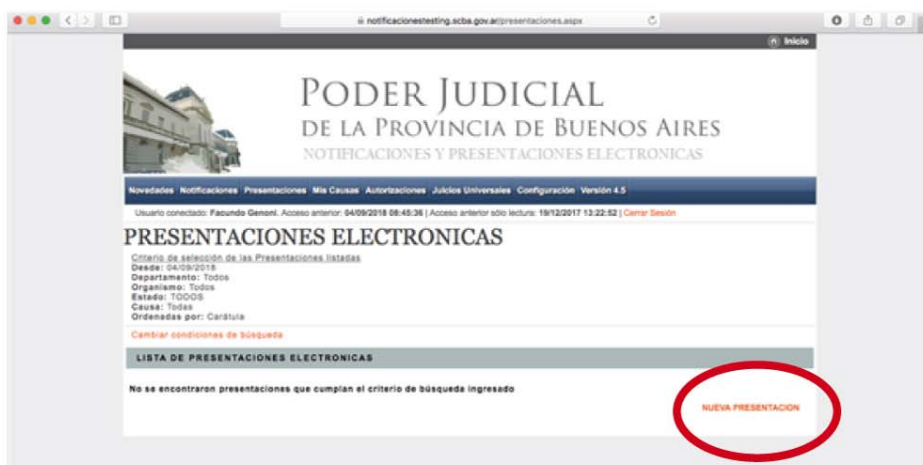 notificacionestesting.scba.gov.ar/presentaciones.aspx
Inicio
PODER JUDICIAL
DE LA PROVINCIA DE BUENOS AIRES
NOTIFICACIONES Y PRESENTACIONES ELECTRONICAS
Novedades Notificaciones Presentaciones Mis Causas Autorizaciones Juicios Universales Configuración Versión 4.5
Usuario conectado: Facundo Genoni. Acceso anterior: 04/09/2018 08:45:36 | Acceso anterior sólo lectura: 19/12/2017 13:22:52 | Cerrar Sesión
PRESENTACIONES ELECTRONICAS
Criterio de selección de las Presentaciones listadas
Desde: 04/09/2018
Departamento: Todos
Organismo: Todos
Estado: TODOS
Causa: Todas
Ordenadas por: Carátula
Cambiar condiciones de búsqueda
LISTA DE PRESENTACIONES ELECTRONICAS
No se encontraron presentaciones que cumplan el criterio de búsqueda ingresado
NUEVA PRESENTACION